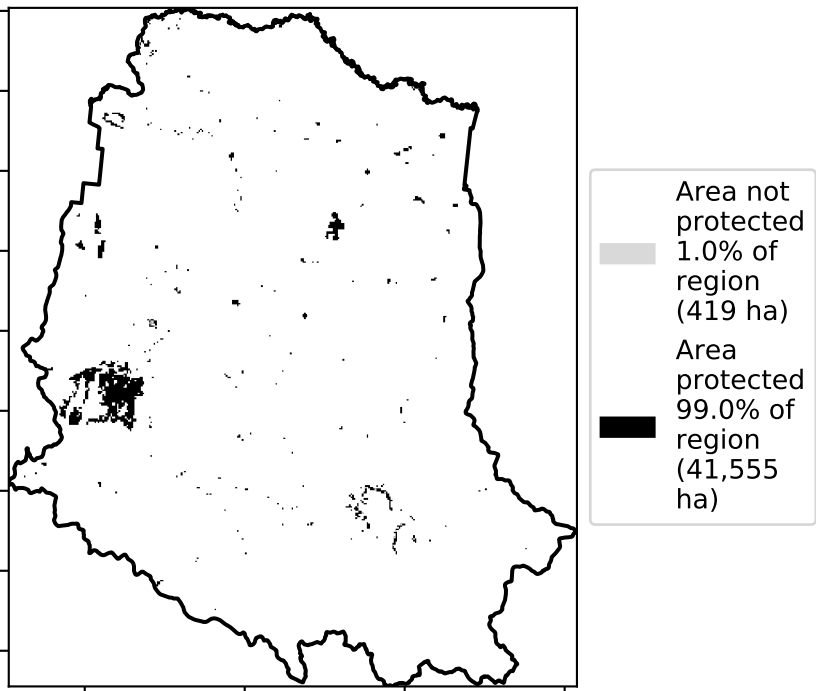 Area not
protected
1.0% of
region
(419 ha)
Area
protected
99.0% of
region
(41,555
ha)